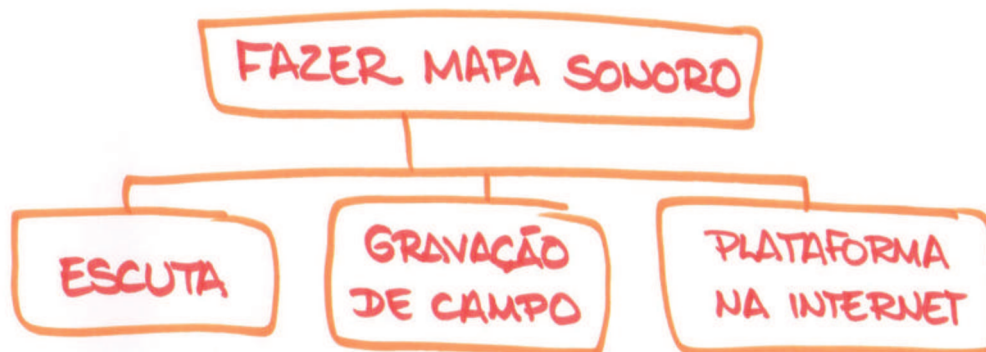 FAZER MAPA SONORO
ESCUTA
GRAVAÇÃO
DE CAMPO
PLATAFORMA
NA INTERNET